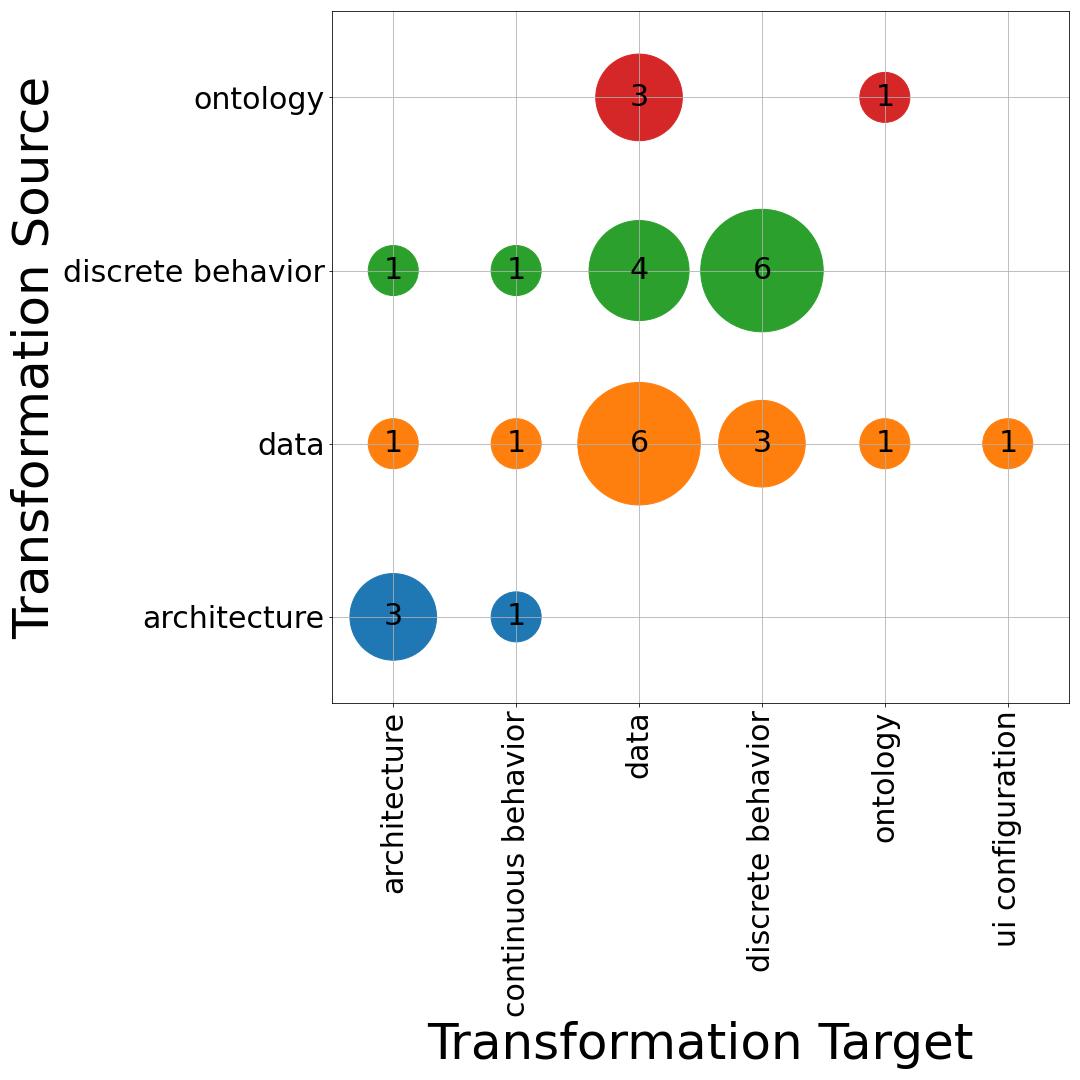 Transformation Source
ontology
3
1
discrete behavior
1
1
4
6
data
1
1
6
3
1
1
architecture
3
1
architecture
continuous behavior
data
discrete behavior
ontology
ui configuration
Transformation Target